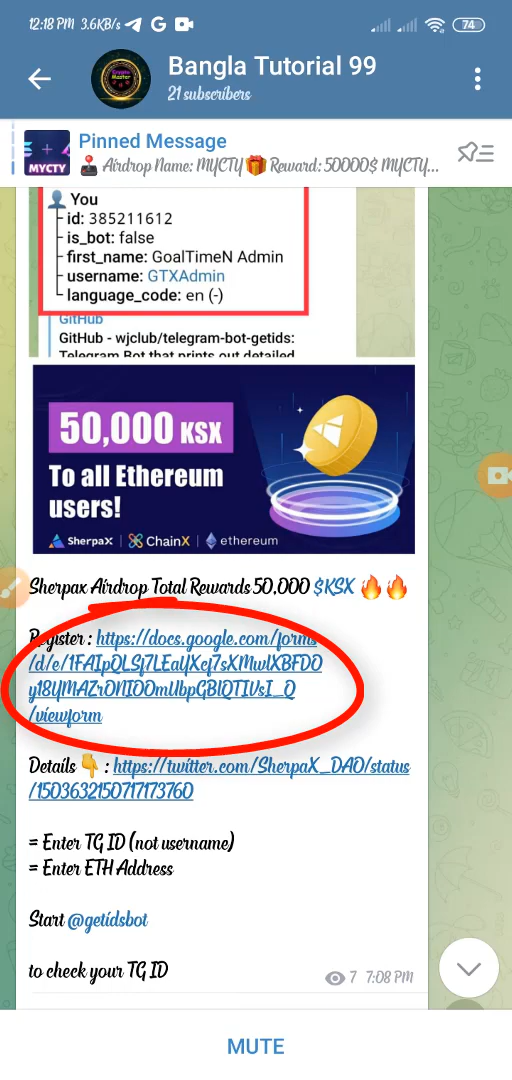 12:18 PM 3.6KB/s
74
Bangla Tutorial 99
21 subscribers
Pinned Message
Airdrop Name: MYCTY🎁 Reward: 50000$ MYCTY...
MYCTY
You
id: 385211612
is_bot: false
first_name: GoalTimeN Admin
username: GTXAdmin
language_code: en (-)
GitHub
GitHub - wjclub/telegram-bot-getids:
Telegram Bot that prints out detailed
50,000 KSX
To all Ethereum
users!
SherpaX | ChainX | ethereum
Sherpax Airdrop Total Rewards 50,000 $KSX 🔥🔥
Register : https://docs.google.com/forms
/viewform
Details 👇 : https://twitter.com/SherpaX_DAO/status
/1503632150717173760
= Enter TG ID (not username)
= Enter ETH Address
Start @getidsbot
to check your TG ID
7 7:08 PM
MUTE